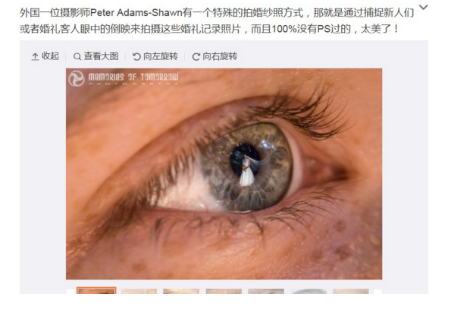 外国一位摄影师Peter Adams-Shawn有一个特殊的拍婚纱照方式，那就是通过捕捉新人们
或者婚礼客人眼中的倒映来拍摄这些婚礼记录照片，而且100%没有PS过的，太美了！
收起 查看大图 向左旋转 向右旋转
MEMORIES OF TOMORROW